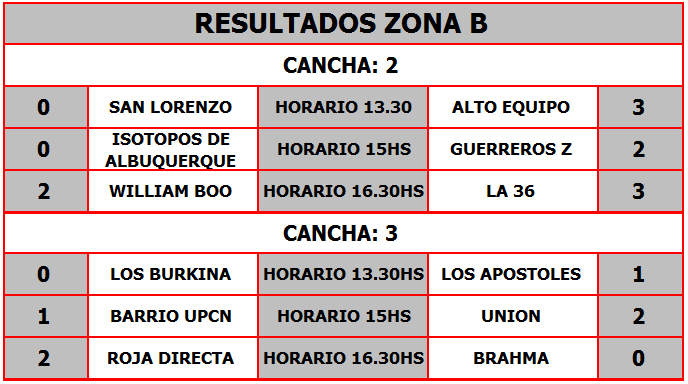 RESULTADOS ZONA B
CANCHA: 2
0 SAN LORENZO HORARIO 13.30 ALTO EQUIPO 3
0 ISOTOPOS DE ALBUQUERQUE HORARIO 15HS GUERREROS Z 2
2 WILLIAM BOO HORARIO 16.30HS LA 36 3
CANCHA: 3
0 LOS BURKINA HORARIO 13.30HS LOS APOSTOLES 1
1 BARRIO UPCN HORARIO 15HS UNION 2
2 ROJA DIRECTA HORARIO 16.30HS BRAHMA 0